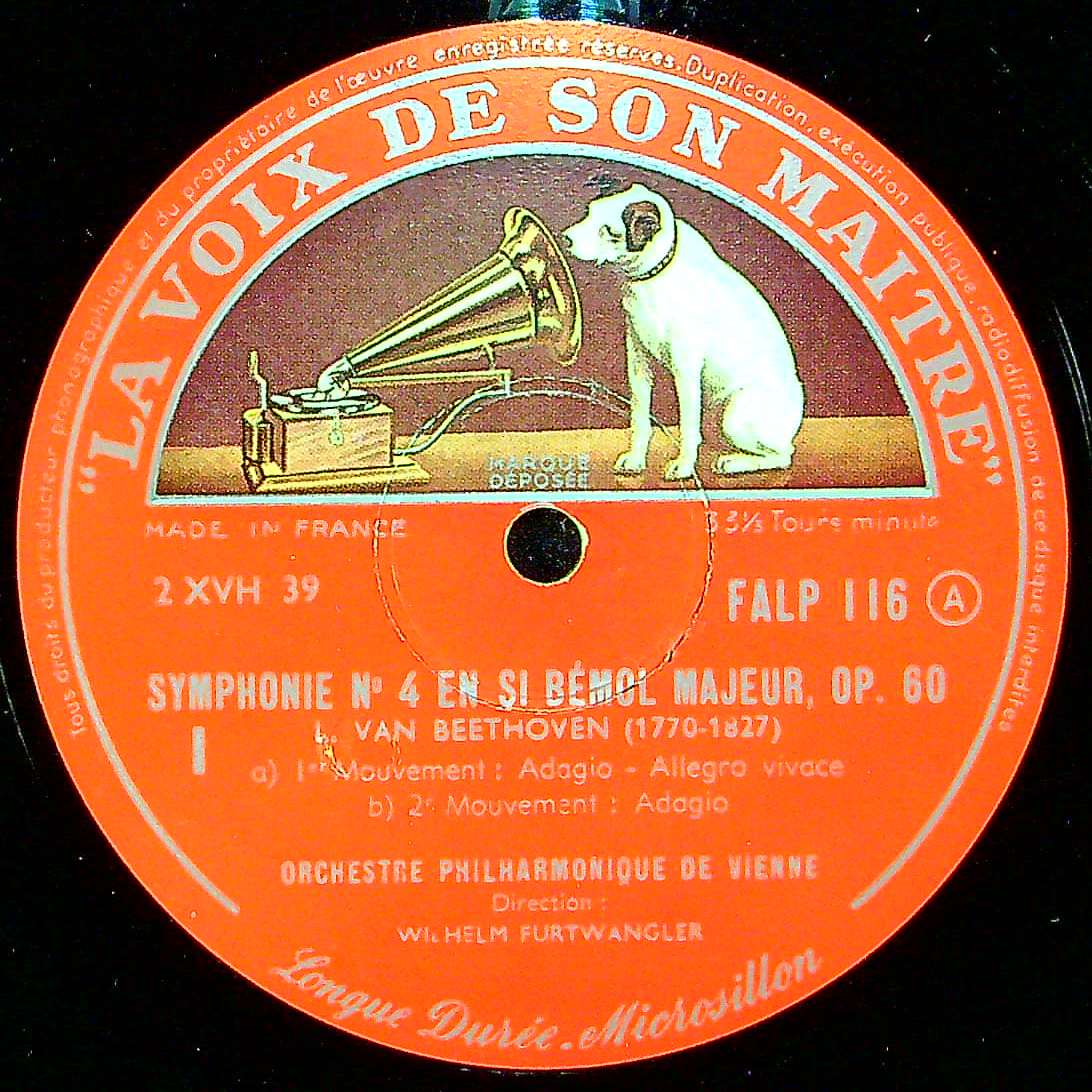 Tous droits du producteur phonographique et du propriétaire de l'œuvre enregistrée réservés. Duplication, exécution publique, radiodiffusion de ce disque interdites
"LA VOIX DE SON MAITRE"
MARQUE
DÉPOSÉE
MADE IN FRANCE
33⅓ Tours minute
2 XVH 39
FALP 116 A
SYMPHONIE Nº 4 EN SI BÉMOL MAJEUR, OP. 60
L. VAN BEETHOVEN (1770-1827)
I
a) 1er Mouvement : Adagio - Allegro vivace
b) 2e Mouvement : Adagio
ORCHESTRE PHILHARMONIQUE DE VIENNE
Direction :
WILHELM FURTWANGLER
Longue Durée - Microsillon